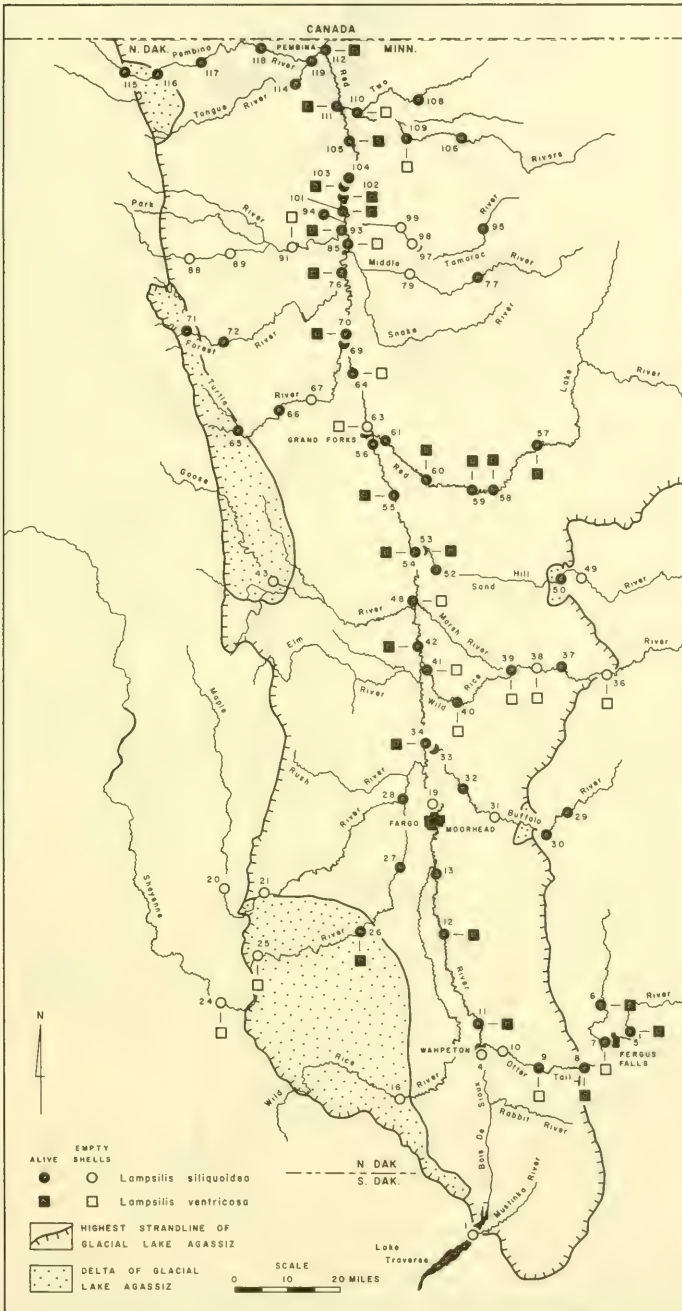 CANADA
N. DAK.
PEMBINA
MINN.
Pembina
River
115
116
117
118
119
112
114
Red
Two
110
108
111
Tongue
River
109
106
105
Rivers
104
103
102
Park
River
101
94
99
River
95
93
98
85
97
91
88
89
Middle
Tamarac
River
76
79
77
71
72
70
Snake
River
Forest
River
69
Turtle
River
67
64
66
Lake
River
65
63
GRAND FORKS
61
57
56
60
Red
59
58
Goose
55
53
54
52
Sand
Hill
49
50
River
43
River
48
Marsh
River
42
Elm
River
41
39
38
37
River
36
Wild
Rice
40
Maple
34
33
Rush
River
32
28
19
31
Buffalo
River
29
30
River
FARGO
MOORHEAD
27
13
Sheyenne
20
21
12
26
River
25
River
24
11
6
River
5
7
FERGUS
FALLS
WAHPETON
10
4
9
8
Otter
Tail
N
Wild
Rice
River
16
Bois De Sioux
Rabbit River
N. DAK
S. DAK.
Mustinka River
Lake
Traverse
ALIVE
EMPTY
SHELLS
Lampsilis siliquoidea
Lampsilis ventricosa
HIGHEST STRANDLINE OF
GLACIAL LAKE AGASSIZ
DELTA OF GLACIAL
LAKE AGASSIZ
SCALE
0 10 20 MILES